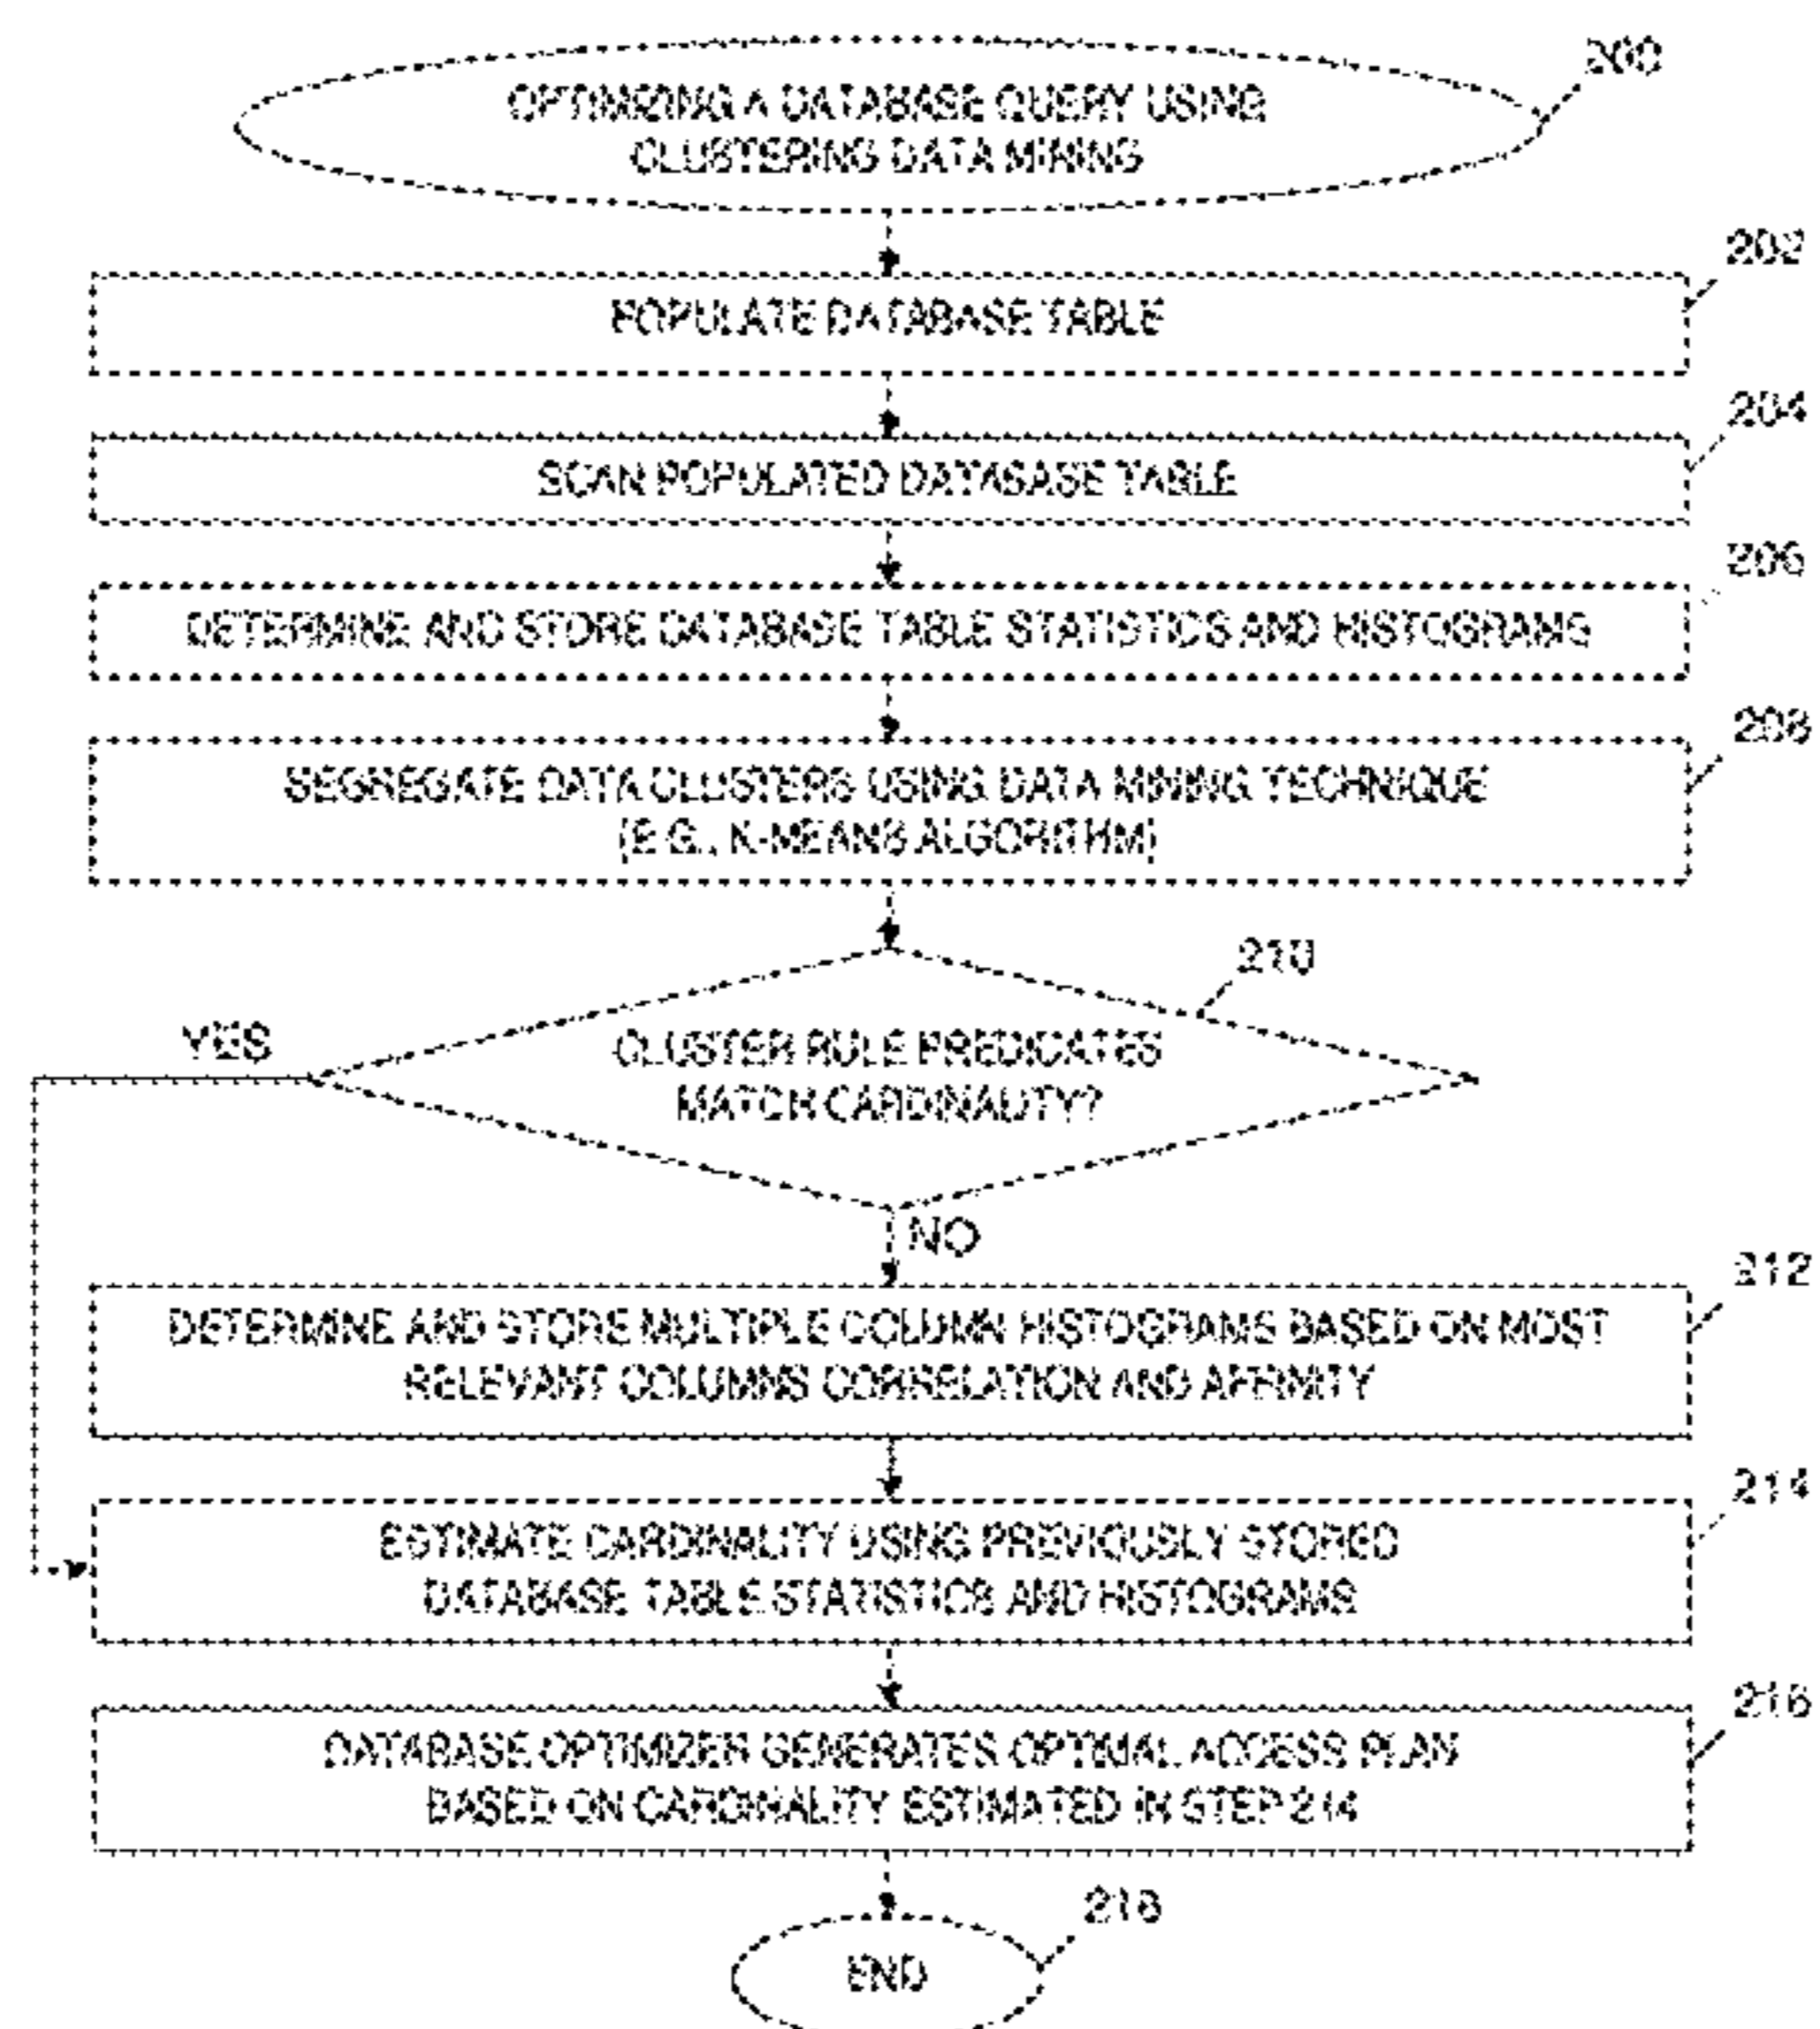 200
OPTIMIZING A DATABASE QUERY USING
CLUSTERING DATA MINING
202
POPULATE DATABASE TABLE
204
SCAN POPULATED DATABASE TABLE
206
DETERMINE AND STORE DATABASE TABLE STATISTICS AND HISTOGRAMS
208
SEGREGATE DATA CLUSTERS USING DATA MINING TECHNIQUE
(E.G., K-MEANS ALGORITHM)
210
CLUSTER RULE PREDICATES
MATCH CARDINALITY?
YES
NO
212
DETERMINE AND STORE MULTIPLE COLUMN HISTOGRAMS BASED ON MOST
RELEVANT COLUMNS CORRELATION AND AFFINITY
214
ESTIMATE CARDINALITY USING PREVIOUSLY STORED
DATABASE TABLE STATISTICS AND HISTOGRAMS
216
DATABASE OPTIMIZER GENERATES OPTIMAL ACCESS PLAN
BASED ON CARDINALITY ESTIMATED IN STEP 214
218
END